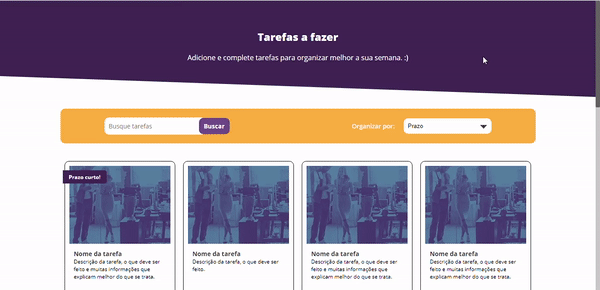 Tarefas a fazer
Adicione e complete tarefas para organizar melhor a sua semana. :)
Busque tarefas
Buscar
Organizar por:
Prazo
Prazo curto!
Nome da tarefa
Descrição da tarefa, o que deve ser
feito e muitas informações que
explicam melhor do que se trata.
Nome da tarefa
Descrição da tarefa, o que deve ser
feito.
Nome da tarefa
Descrição da tarefa, o que deve ser
feito e muitas informações que
explicam mem do que se trata.
Nome da tarefa
Descrição da tarefa, o que deve ser
feito e muitas informações que
explicam mem do que se trata.